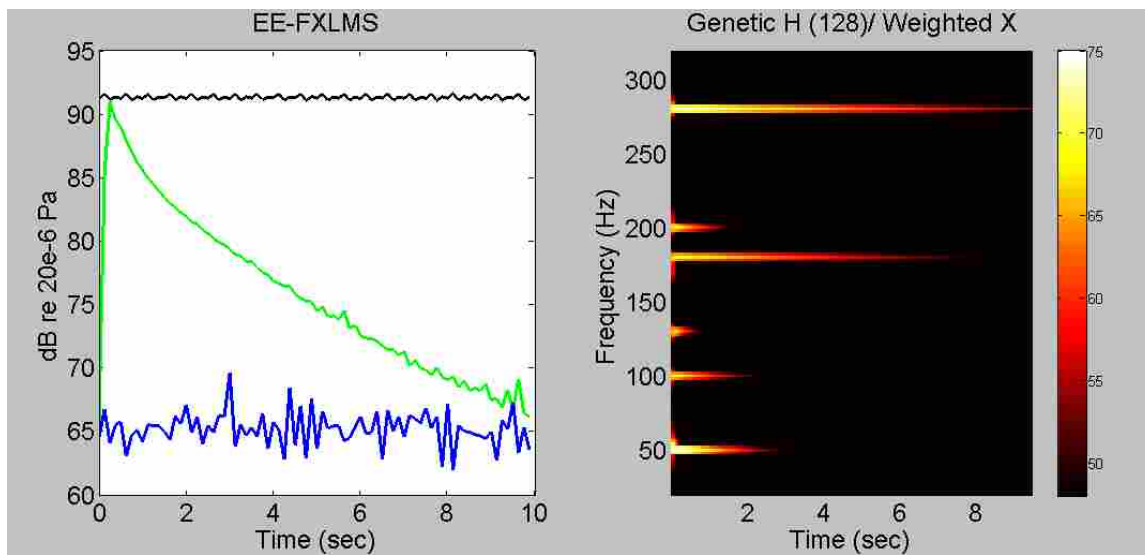 EE-FXLMS
95
90
85
80
75
70
65
60
dB re 20e-6 Pa
0 2 4 6 8 10
Time (sec)
Genetic H (128)/ Weighted X
300
250
200
150
100
50
Frequency (Hz)
2 4 6 8
Time (sec)
75
70
65
60
55
50